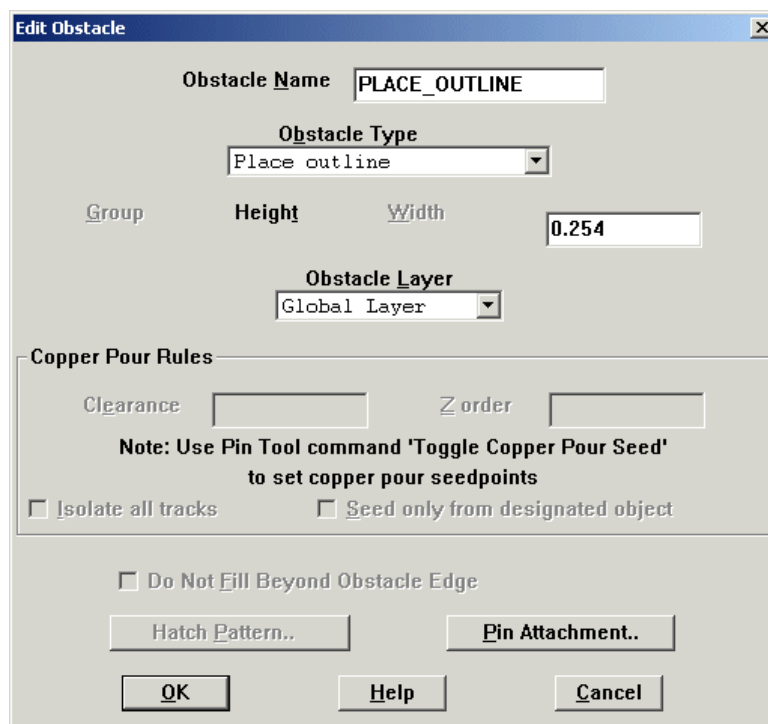 Edit Obstacle
Obstacle Name PLACE_OUTLINE
Obstacle Type
Place outline
Group Height Width 0.254
Obstacle Layer
Global Layer
Copper Pour Rules
Clearance Z order
Note: Use Pin Tool command 'Toggle Copper Pour Seed'
to set copper pour seedpoints
Isolate all tracks Seed only from designated object
Do Not Fill Beyond Obstacle Edge
Hatch Pattern.. Pin Attachment..
OK Help Cancel